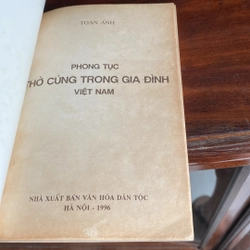 TOAN ÁNH
PHONG TỤC
THỜ CÚNG TRONG GIA ĐÌNH
VIỆT NAM
NHÀ XUẤT BẢN VĂN HÓA DÂN TỘC
HÀ NỘI - 1996